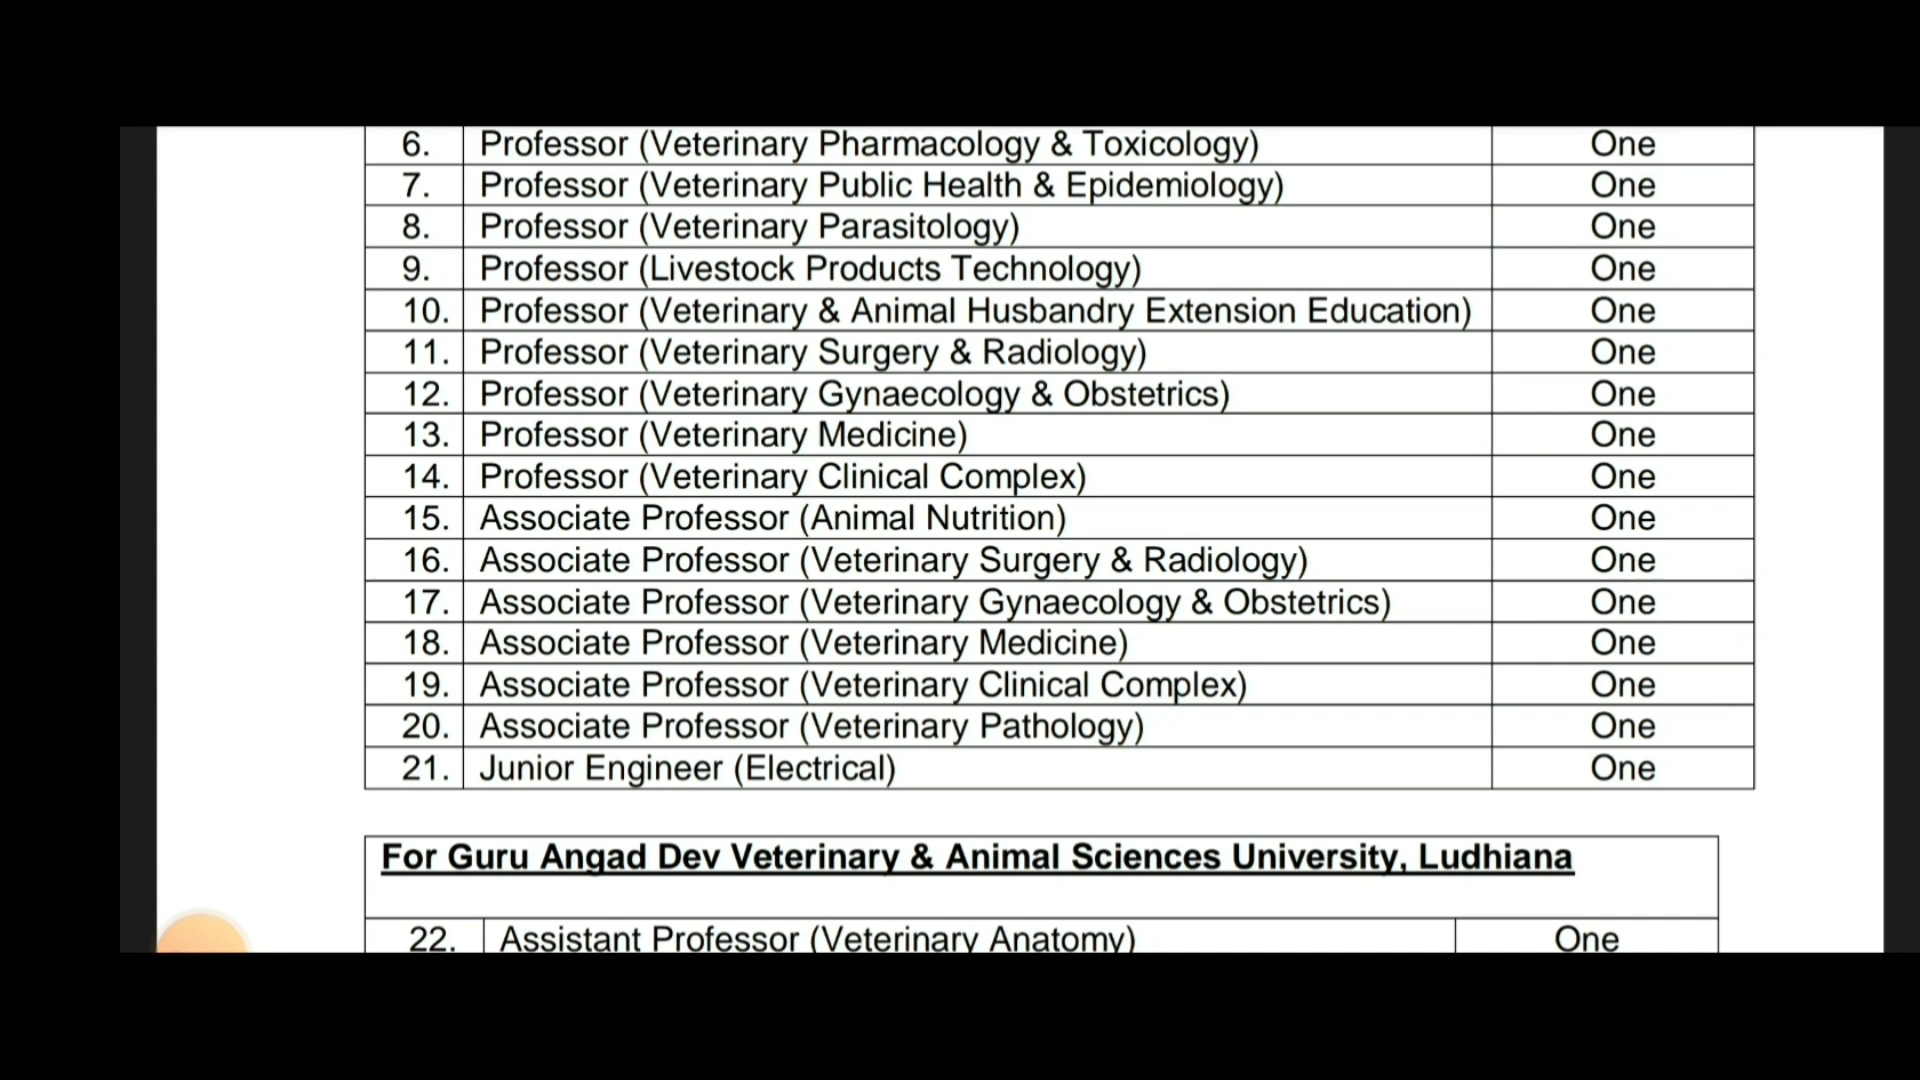 6. Professor (Veterinary Pharmacology & Toxicology) One
7. Professor (Veterinary Public Health & Epidemiology) One
8. Professor (Veterinary Parasitology) One
9. Professor (Livestock Products Technology) One
10. Professor (Veterinary & Animal Husbandry Extension Education) One
11. Professor (Veterinary Surgery & Radiology) One
12. Professor (Veterinary Gynaecology & Obstetrics) One
13. Professor (Veterinary Medicine) One
14. Professor (Veterinary Clinical Complex) One
15. Associate Professor (Animal Nutrition) One
16. Associate Professor (Veterinary Surgery & Radiology) One
17. Associate Professor (Veterinary Gynaecology & Obstetrics) One
18. Associate Professor (Veterinary Medicine) One
19. Associate Professor (Veterinary Clinical Complex) One
20. Associate Professor (Veterinary Pathology) One
21. Junior Engineer (Electrical) One
For Guru Angad Dev Veterinary & Animal Sciences University, Ludhiana
22. Assistant Professor (Veterinary Anatomy) One